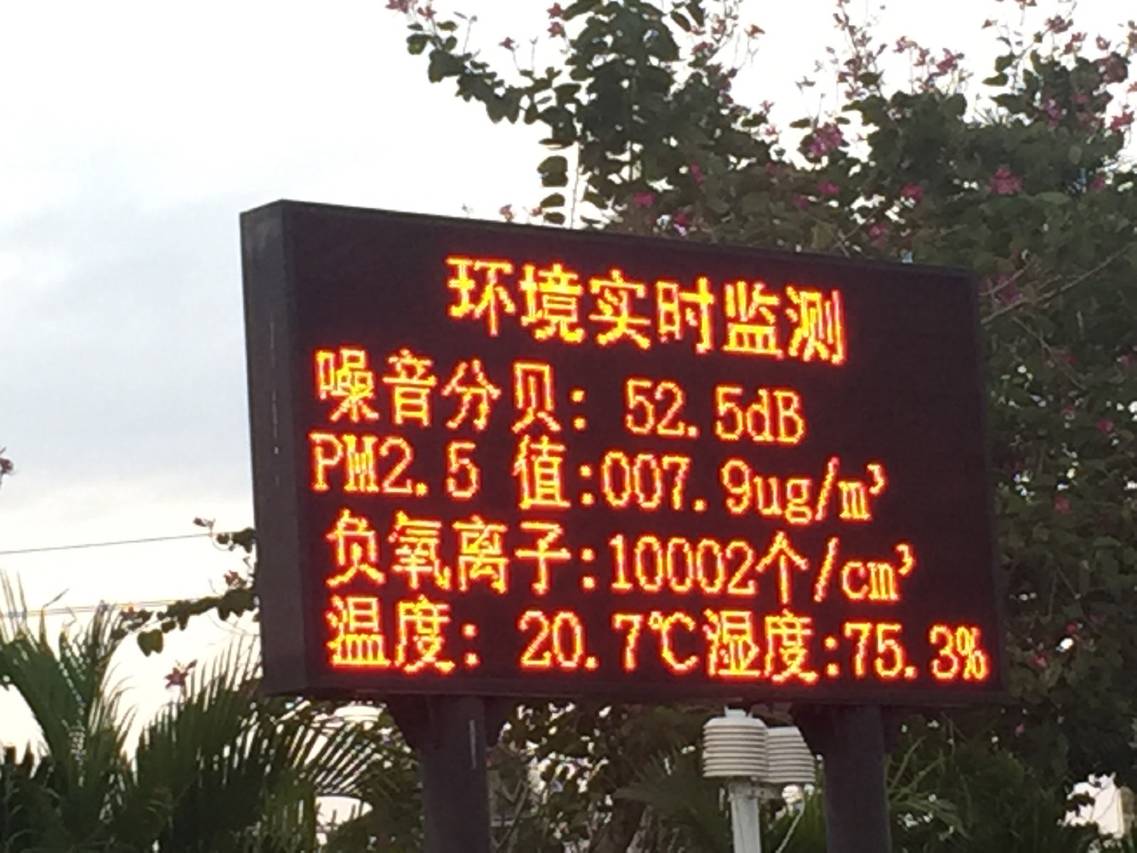 环境实时监测
噪音分贝: 52.5dB
PM2.5 值:007.9ug/m³
负氧离子:10002个/cm³
温度: 20.7℃湿度:75.3%